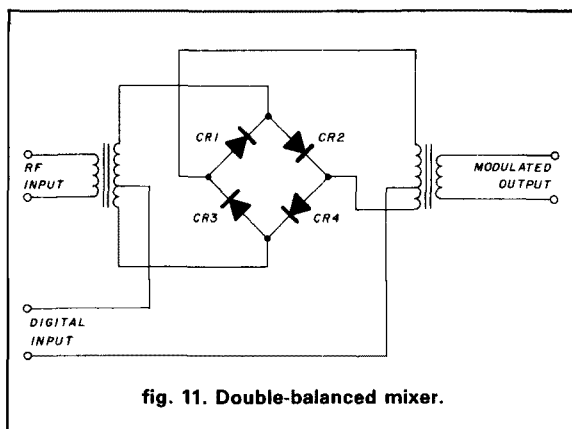 CR1
CR2
RF
INPUT
MODULATED
OUTPUT
CR3
CR4
DIGITAL
INPUT
fig. 11. Double-balanced mixer.